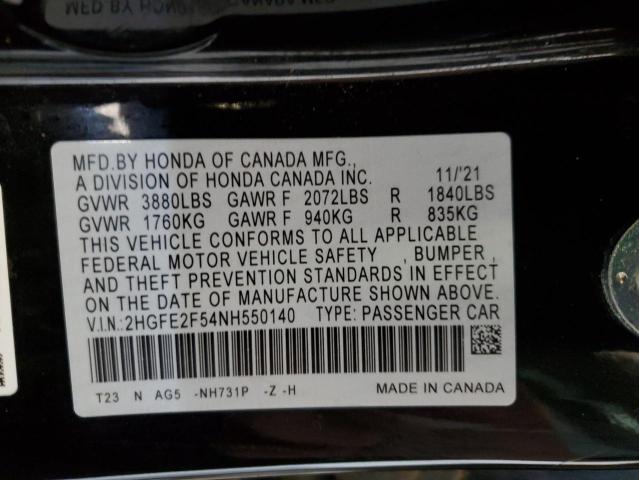 MFD.BY HONDA OF CANADA MFG.,
A DIVISION OF HONDA CANADA INC. 11/'21
GVWR 3880LBS GAWR F 2072LBS R 1840LBS
GVWR 1760KG GAWR F 940KG R 835KG
THIS VEHICLE CONFORMS TO ALL APPLICABLE
FEDERAL MOTOR VEHICLE SAFETY , BUMPER ,
AND THEFT PREVENTION STANDARDS IN EFFECT
ON THE DATE OF MANUFACTURE SHOWN ABOVE.
V.I.N.:2HGFE2F54NH550140 TYPE: PASSENGER CAR
T23 N AG5 -NH731P -Z -H MADE IN CANADA